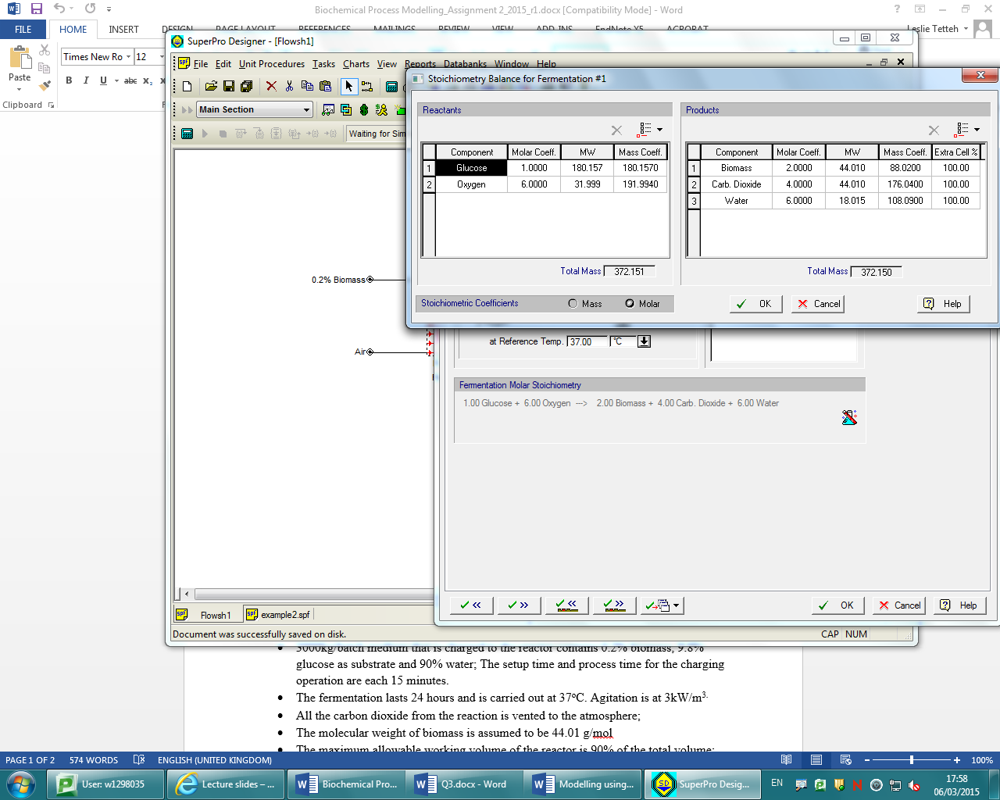 Biochemical Process Modelling_Assignment 2_2015_r1.docx [Compatibility Mode] - Word
FILE HOME INSERT DESIGN PAGE LAYOUT REFERENCES MAILINGS REVIEW VIEW ADD-INS EndNote X5 ACROBAT Leslie Tetteh
Times New Ro 12
Paste
B I U abc x
Clipboard
SuperPro Designer - [Flowsh1]
File Edit Unit Procedures Tasks Charts View Reports Databanks Window Help
Main Section
Waiting for Sim
Stoichiometry Balance for Fermentation #1
Reactants
Component Molar Coeff. MW Mass Coeff.
1 Glucose 1.0000 180.157 180.1570
2 Oxygen 6.0000 31.999 191.9940
Total Mass 372.151
Products
Component Molar Coeff. MW Mass Coeff. Extra Cell %
1 Biomass 2.0000 44.010 88.0200 100.00
2 Carb. Dioxide 4.0000 44.010 176.0400 100.00
3 Water 6.0000 18.015 108.0900 100.00
Total Mass 372.150
Stoichiometric Coefficients Mass Molar
OK Cancel Help
0.2% Biomass
Air
at Reference Temp. 37.00 °C
Fermentation Molar Stoichiometry
1.00 Glucose + 6.00 Oxygen ---> 2.00 Biomass + 4.00 Carb. Dioxide + 6.00 Water
OK Cancel Help
Flowsh1 example2.spf
Document was successfully saved on disk. CAP NUM
3000kg/batch medium that is charged to the reactor contains 0.2% biomass, 9.8%
glucose as substrate and 90% water; The setup time and process time for the charging
operation are each 15 minutes.
• The fermentation lasts 24 hours and is carried out at 37°C. Agitation is at 3kW/m3.
• All the carbon dioxide from the reaction is vented to the atmosphere;
• The molecular weight of biomass is assumed to be 44.01 g/mol
• The maximum allowable working volume of the reactor is 90% of the total volume;
PAGE 1 OF 2 574 WORDS ENGLISH (UNITED KINGDOM) 100%
User: w1298035 Lecture slides – ... Biochemical Pro... Q3.docx - Word Modelling using... SuperPro Desig... EN 17:58
06/03/2015